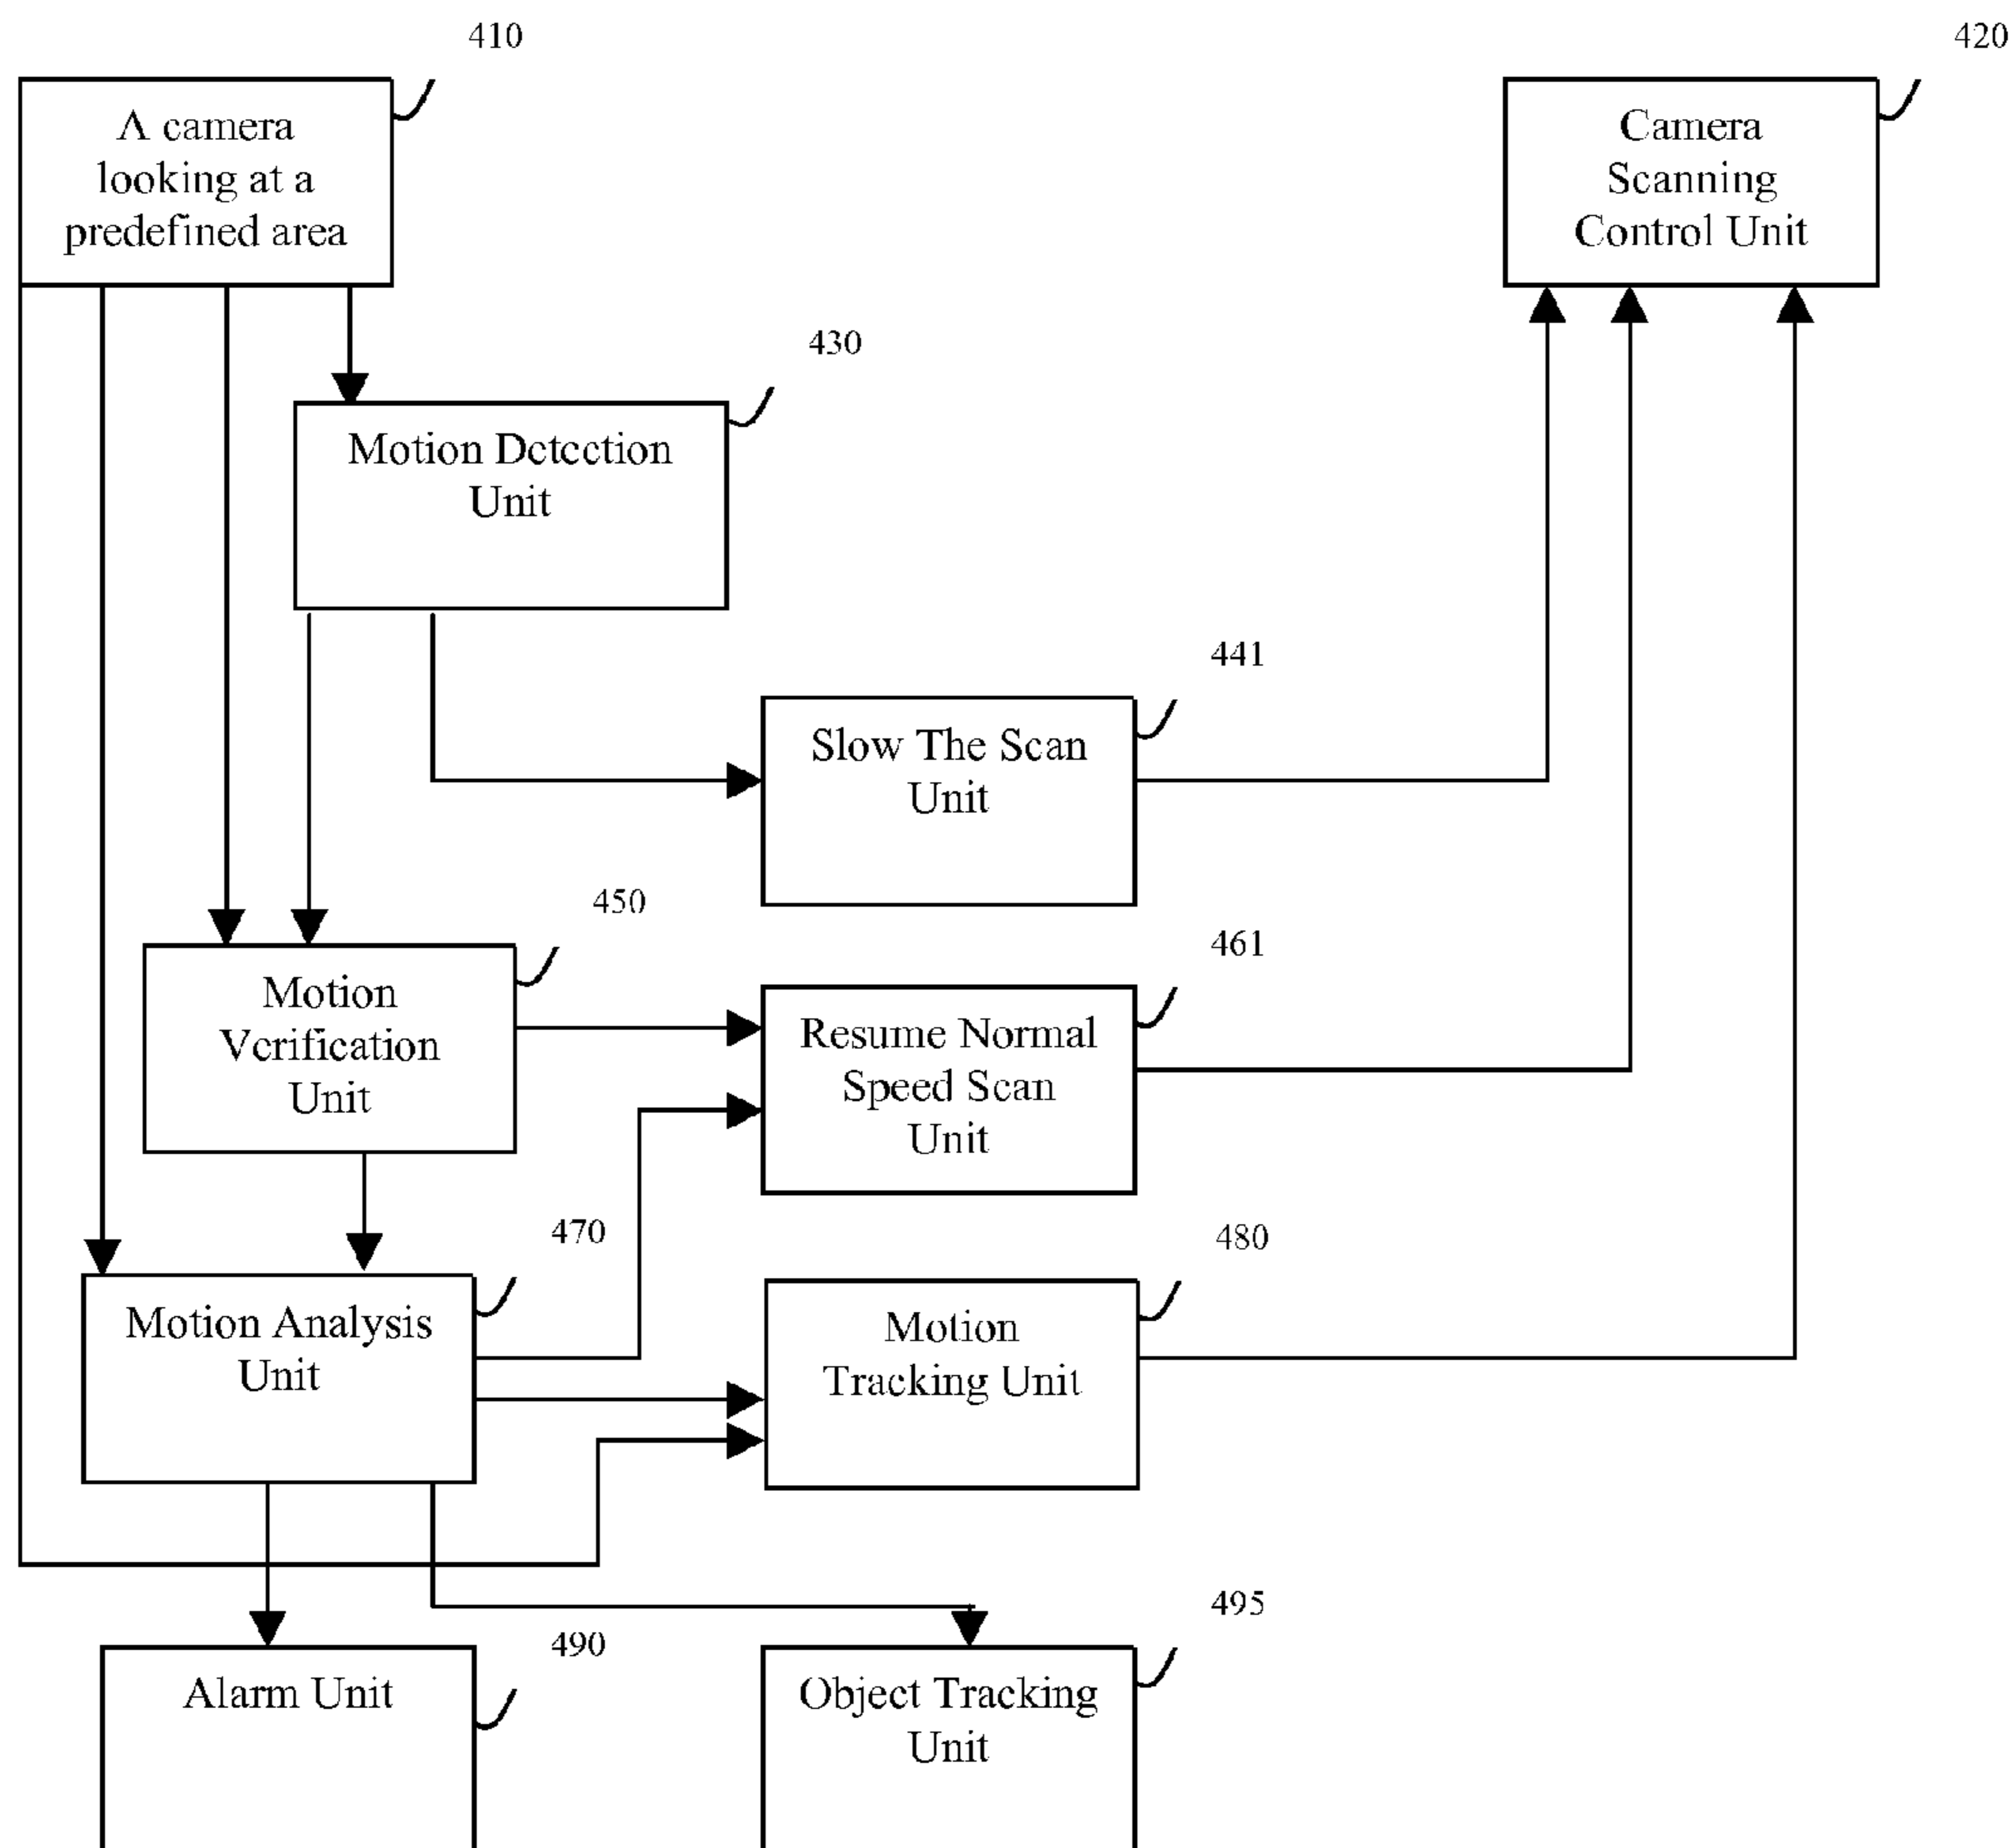 410
A camera
looking at a
predefined area
420
Camera
Scanning
Control Unit
430
Motion Detection
Unit
441
Slow The Scan
Unit
450
Motion
Verification
Unit
461
Resume Normal
Speed Scan
Unit
470
Motion Analysis
Unit
480
Motion
Tracking Unit
490
Alarm Unit
495
Object Tracking
Unit